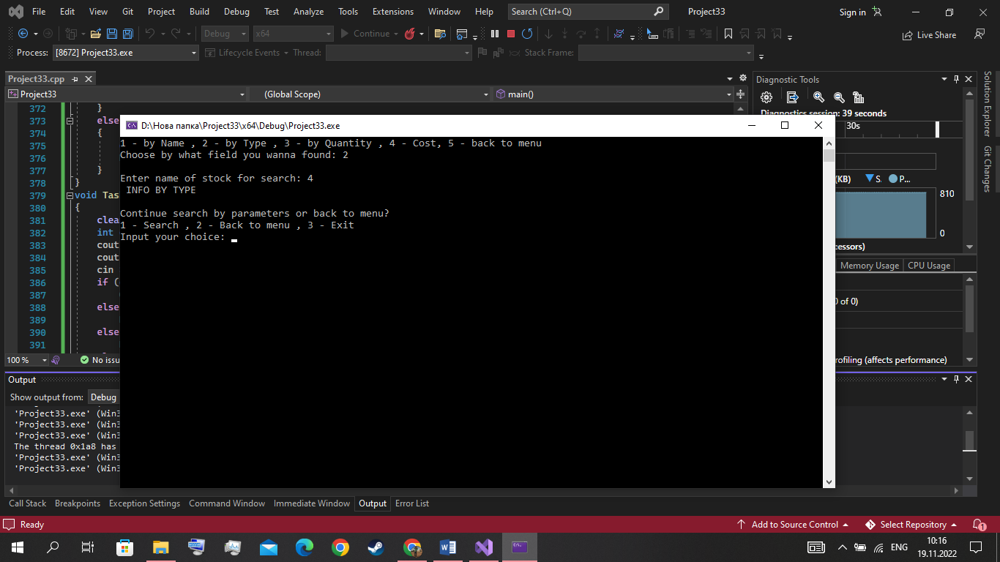 File Edit View Git Project Build Debug Test Analyze Tools Extensions Window Help Search (Ctrl+Q) Project33 Sign in
Debug x64 Continue Live Share
Process: [8672] Project33.exe Lifecycle Events Thread: Stack Frame:
Project33.cpp
Project33 (Global Scope) main()
372 }
373 else
374 {
375
376
377 }
378 }
379 void Tas
380 {
381 clea
382 int
383 cout
384 cout
385 cin
386 if (
387
388 else
389
390 else
391
100 % No issu
D:\Нова папка\Project33\x64\Debug\Project33.exe
1 - by Name , 2 - by Type , 3 - by Quantity , 4 - Cost, 5 - back to menu
Choose by what field you wanna found: 2
Enter name of stock for search: 4
INFO BY TYPE
Continue search by parameters or back to menu?
1 - Search , 2 - Back to menu , 3 - Exit
Input your choice:
Diagnostic Tools
Diagnostics session: 39 seconds
30s
(KB) S. P...
810
0
cessors)
Memory Usage CPU Usage
0 of 0)
rofiling (affects performance)
Solution Explorer
Git Changes
Output
Show output from: Debug
'Project33.exe' (Win3
'Project33.exe' (Win3
'Project33.exe' (Win3
The thread 0x1a8 has
'Project33.exe' (Win3
'Project33.exe' (Win3
Call Stack Breakpoints Exception Settings Command Window Immediate Window Output Error List
Ready Add to Source Control Select Repository 1
ENG 10:16
19.11.2022